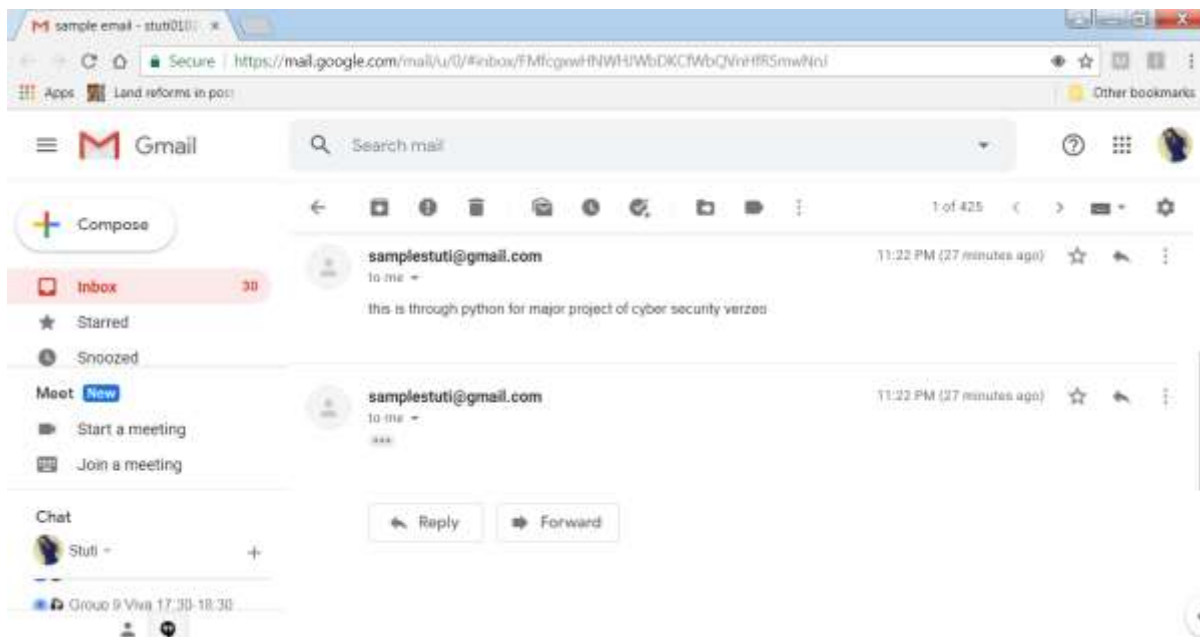 sample email - stuti010
Secure https://mail.google.com/mail/u/0/#inbox/
Apps Land reforms in pos
Other bookmarks
Gmail
Search mail
Compose
1 of 425
samplestuti@gmail.com
11:22 PM (27 minutes ago)
to me
Inbox 30
this is through python for major project of cyber security verzeo
Starred
Snoozed
Meet New
samplestuti@gmail.com
11:22 PM (27 minutes ago)
to me
Start a meeting
Join a meeting
Chat
Reply
Forward
Stuti
Group 9 Viva 17:30-18:30